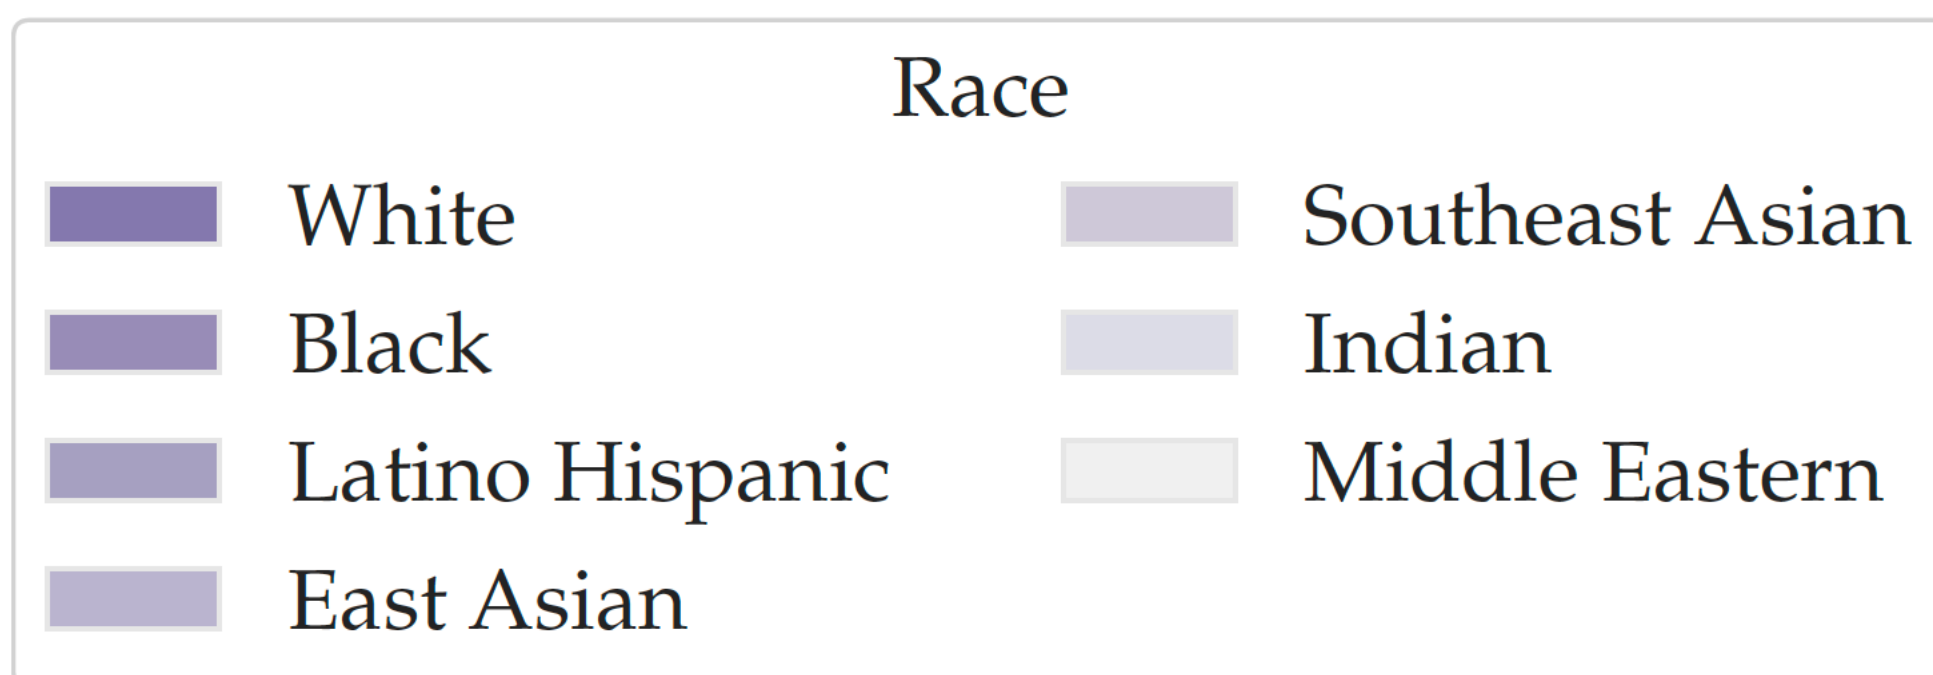 Race
White
Black
Latino Hispanic
East Asian
Southeast Asian
Indian
Middle Eastern